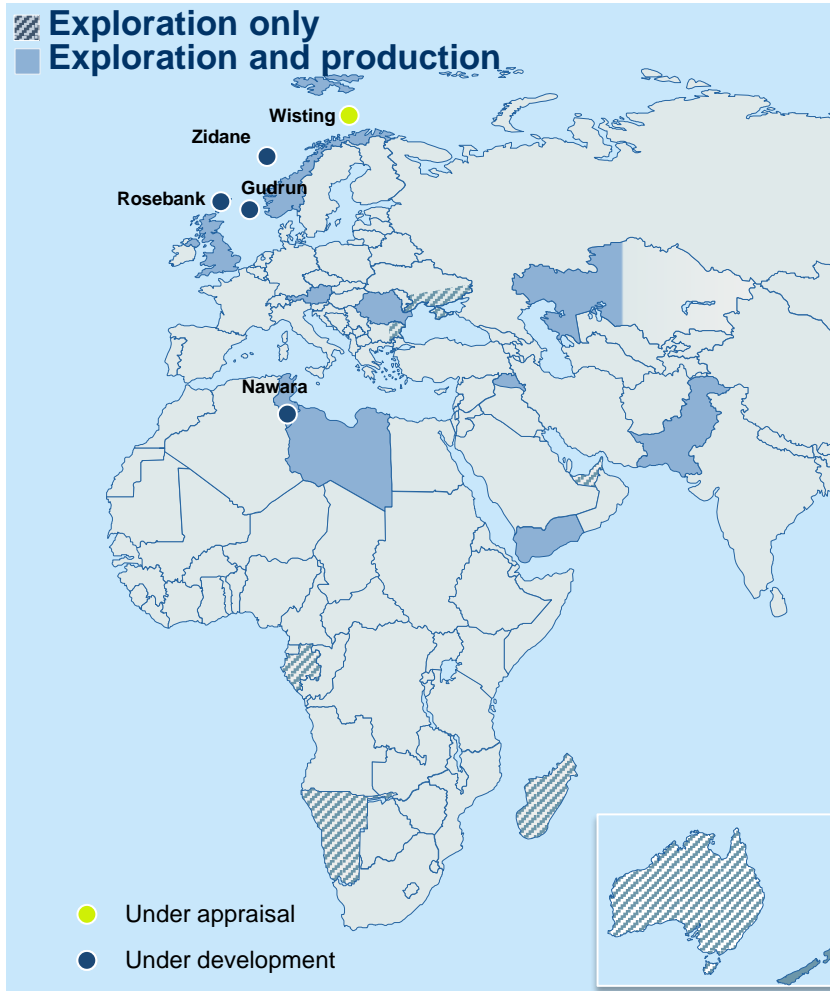 Exploration only
Exploration and production
Wisting
Zidane
Gudrun
Rosebank
Nawara
Under appraisal
Under development